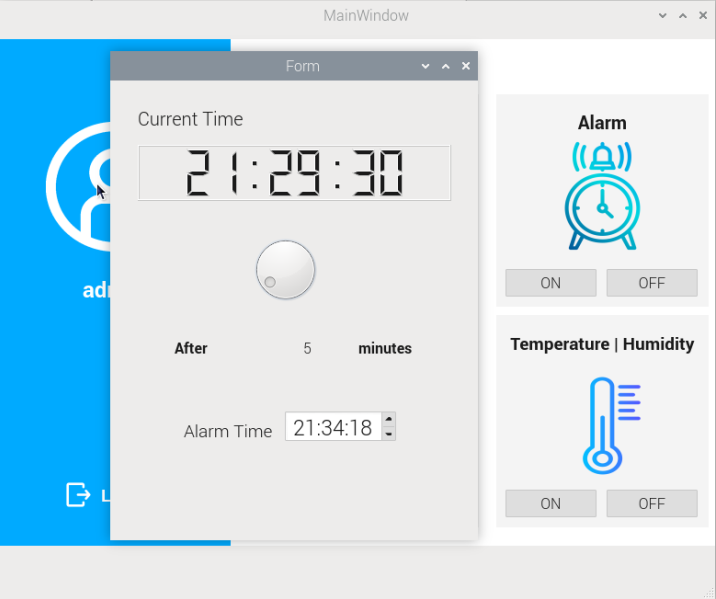 MainWindow
Form
Current Time
21:29:30
After 5 minutes
Alarm Time 21:34:18
Alarm
ON OFF
Temperature | Humidity
ON OFF